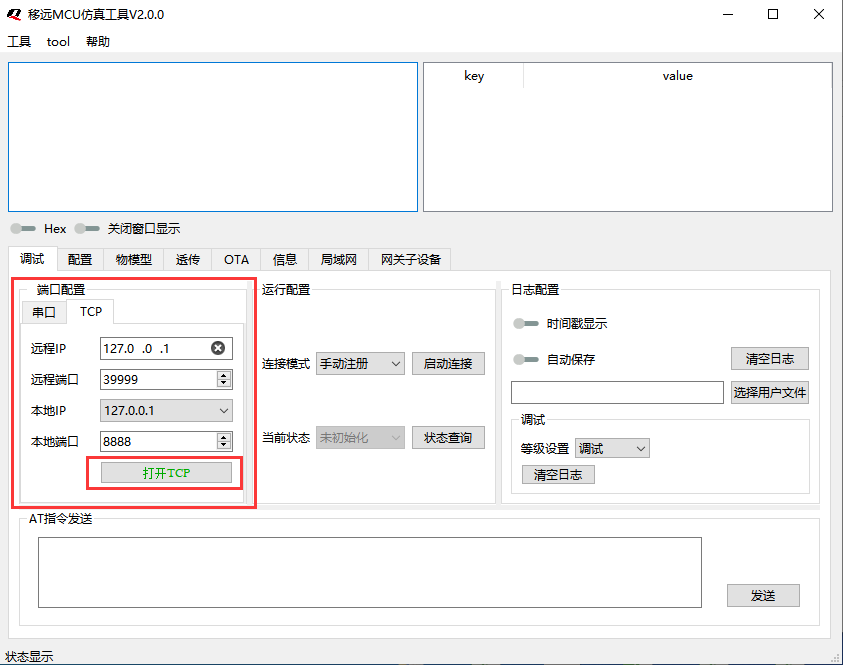 移远MCU仿真工具V2.0.0
工具 tool 帮助
key value
Hex 关闭窗口显示
调试 配置 物模型 透传 OTA 信息 局域网 网关子设备
端口配置 运行配置 日志配置
串口 TCP
时间戳显示
远程IP 127.0 .0 .1
连接模式 手动注册 启动连接
自动保存 清空日志
远程端口 39999
选择用户文件
本地IP 127.0.0.1
调试
本地端口 8888
当前状态 未初始化 状态查询
等级设置 调试
打开TCP
清空日志
AT指令发送
发送
状态显示